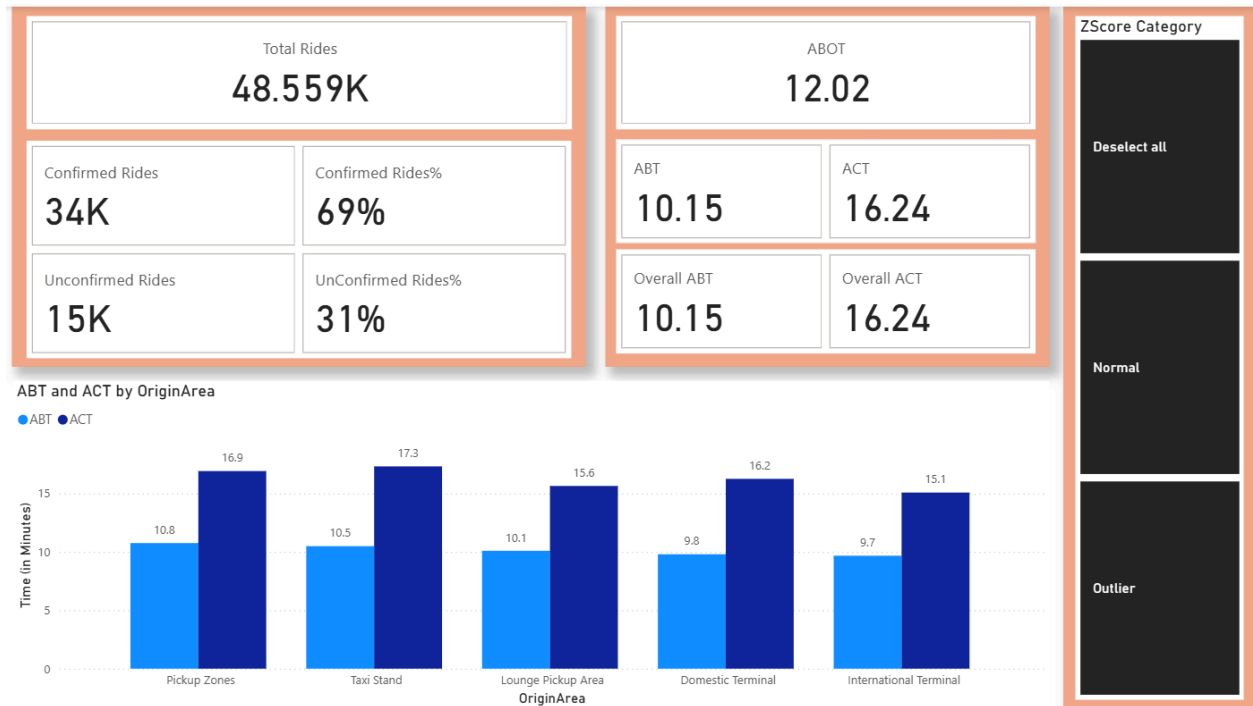 Total Rides
48.559K
Confirmed Rides
34K
Confirmed Rides%
69%
Unconfirmed Rides
15K
UnConfirmed Rides%
31%
ABOT
12.02
ABT
10.15
ACT
16.24
Overall ABT
10.15
Overall ACT
16.24
ZScore Category
Deselect all
Normal
Outlier
ABT and ACT by OriginArea
ABT ACT
Time (in Minutes)
15
10
5
0
10.8
16.9
10.5
17.3
10.1
15.6
9.8
16.2
9.7
15.1
Pickup Zones
Taxi Stand
Lounge Pickup Area
Domestic Terminal
International Terminal
OriginArea